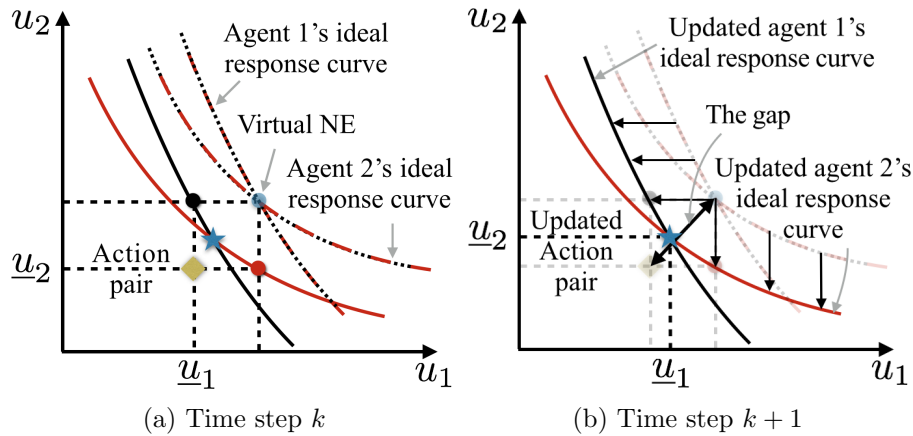 u₂
Agent 1's ideal
response curve
Virtual NE
Agent 2's ideal
response curve
u₂
Action
pair
u₁
u₁
(a) Time step k
u₂
Updated agent 1's
ideal response curve
The gap
Updated agent 2's
ideal response
curve
u₂
Updated
Action
pair
u₁
u₁
(b) Time step k + 1